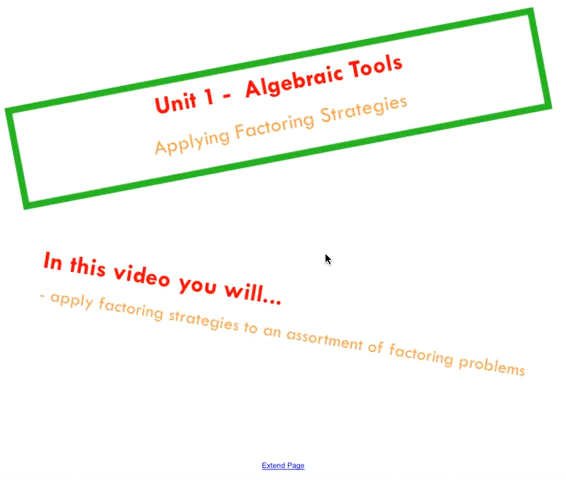 Unit 1 - Algebraic Tools
Applying Factoring Strategies
In this video you will...
- apply factoring strategies to an assortment of factoring problems
Extend Page